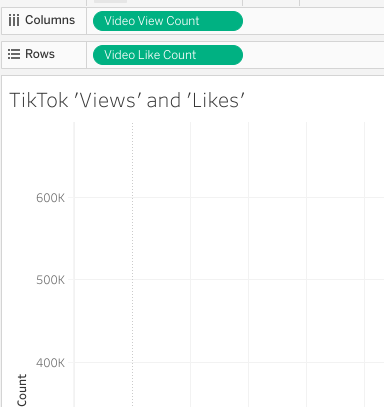 Columns Video View Count
Rows Video Like Count
TikTok 'Views' and 'Likes'
600K
500K
400K
Count